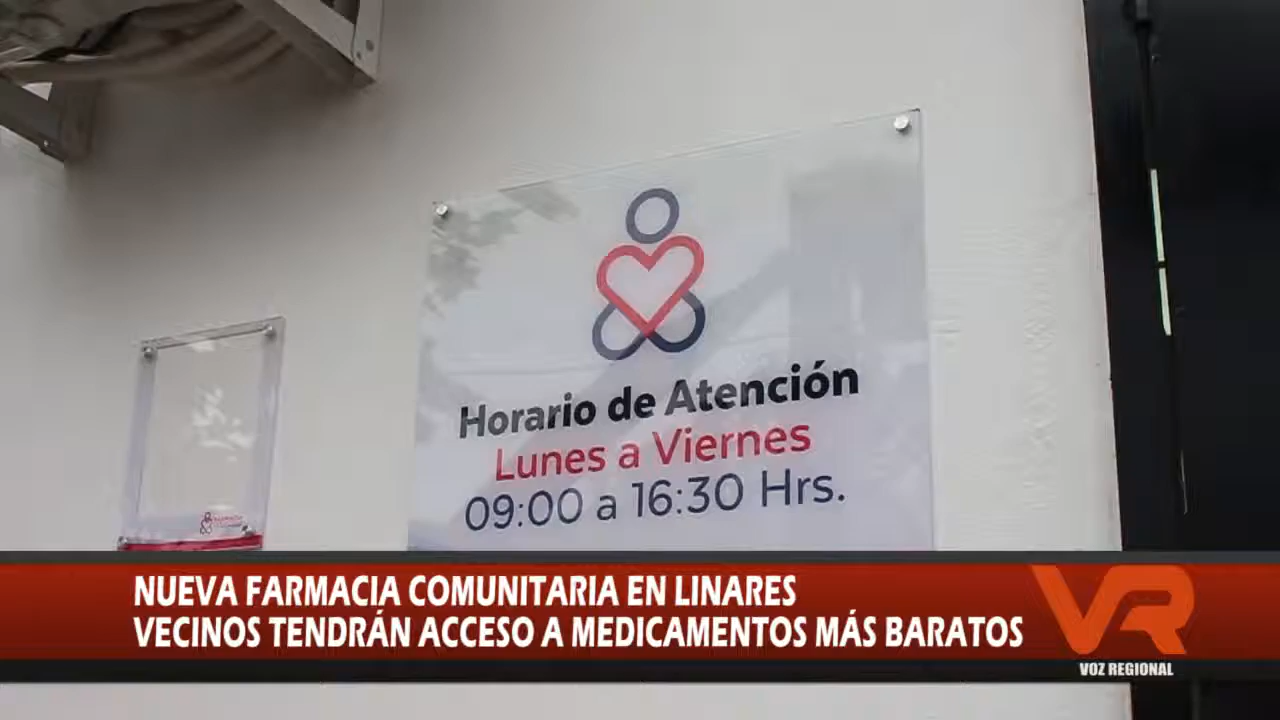 Horario de Atención
Lunes a Viernes
09:00 a 16:30 Hrs.
NUEVA FARMACIA COMUNITARIA EN LINARES
VECINOS TENDRÁN ACCESO A MEDICAMENTOS MÁS BARATOS
VR
VOZ REGIONAL